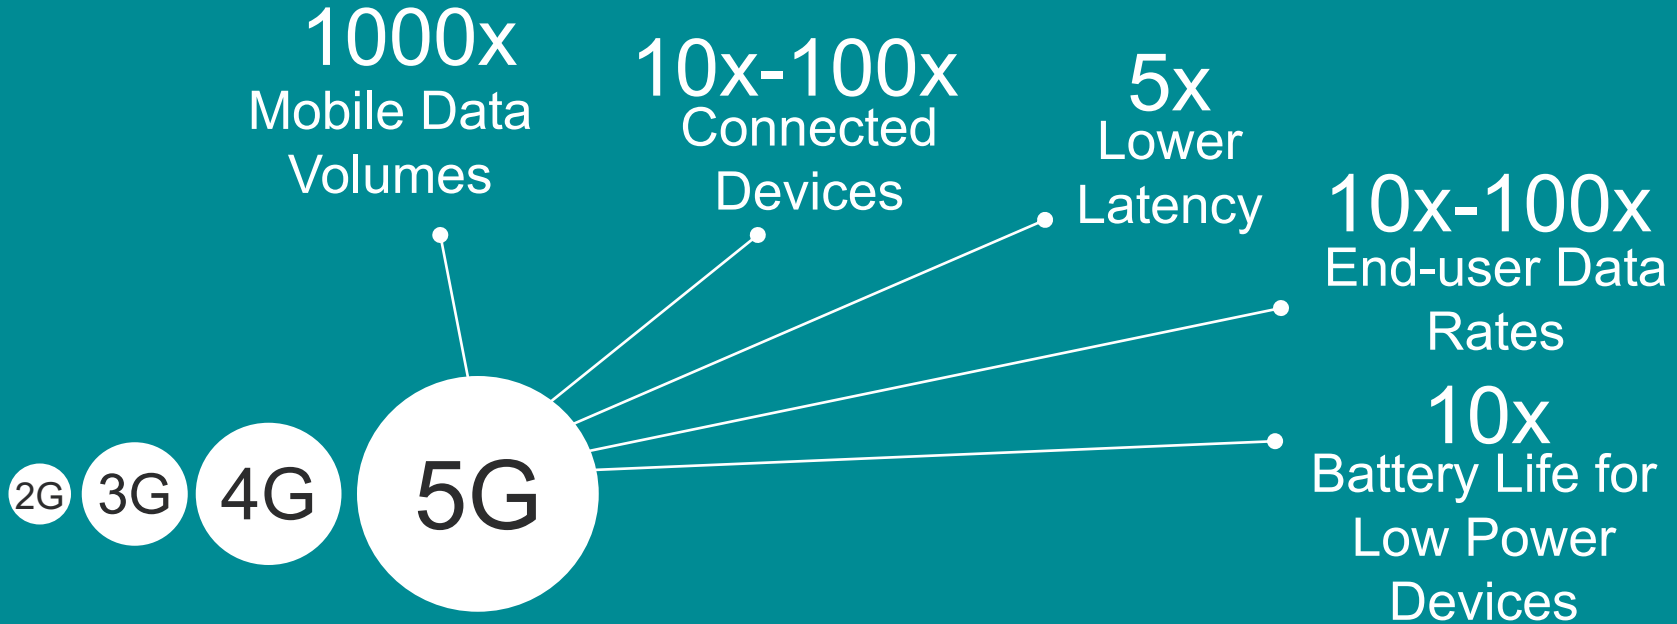 1000x
Mobile Data
Volumes
10x-100x
Connected
Devices
5x
Lower
Latency
10x-100x
End-user Data
Rates
10x
Battery Life for
Low Power
Devices
2G
3G
4G
5G